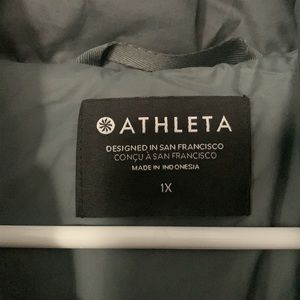 ATHLETA
DESIGNED IN SAN FRANCISCO
CONÇU À SAN FRANCISCO
MADE IN INDONESIA
1X